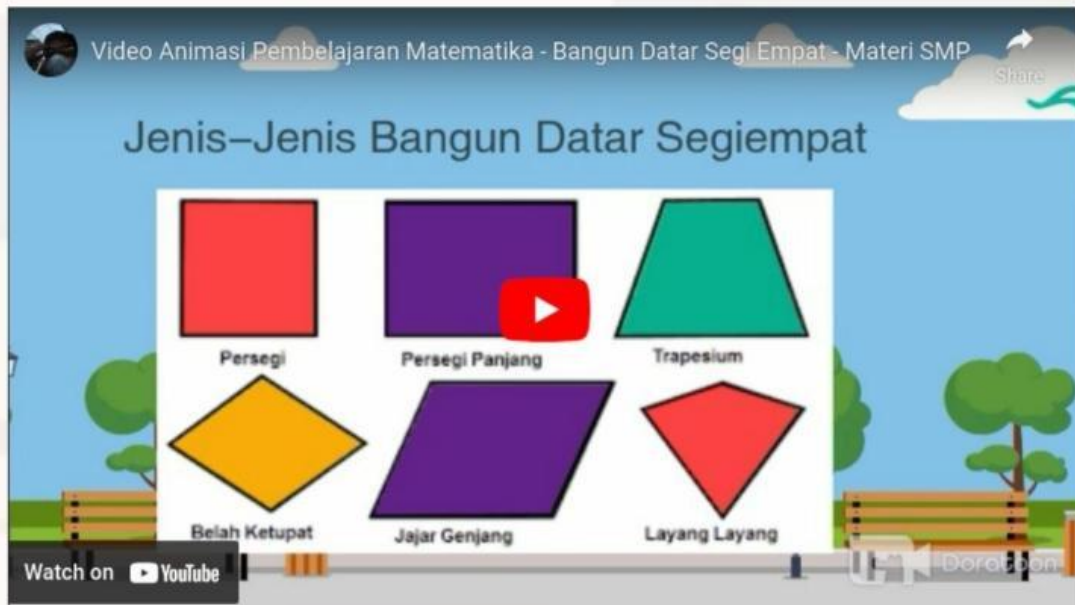 Video Animasi Pembelajaran Matematika - Bangun Datar Segi Empat - Materi SMP
Share
Jenis–Jenis Bangun Datar Segiempat
Persegi
Persegi Panjang
Trapesium
Belah Ketupat
Jajar Genjang
Layang Layang
Watch on YouTube
Doratoon